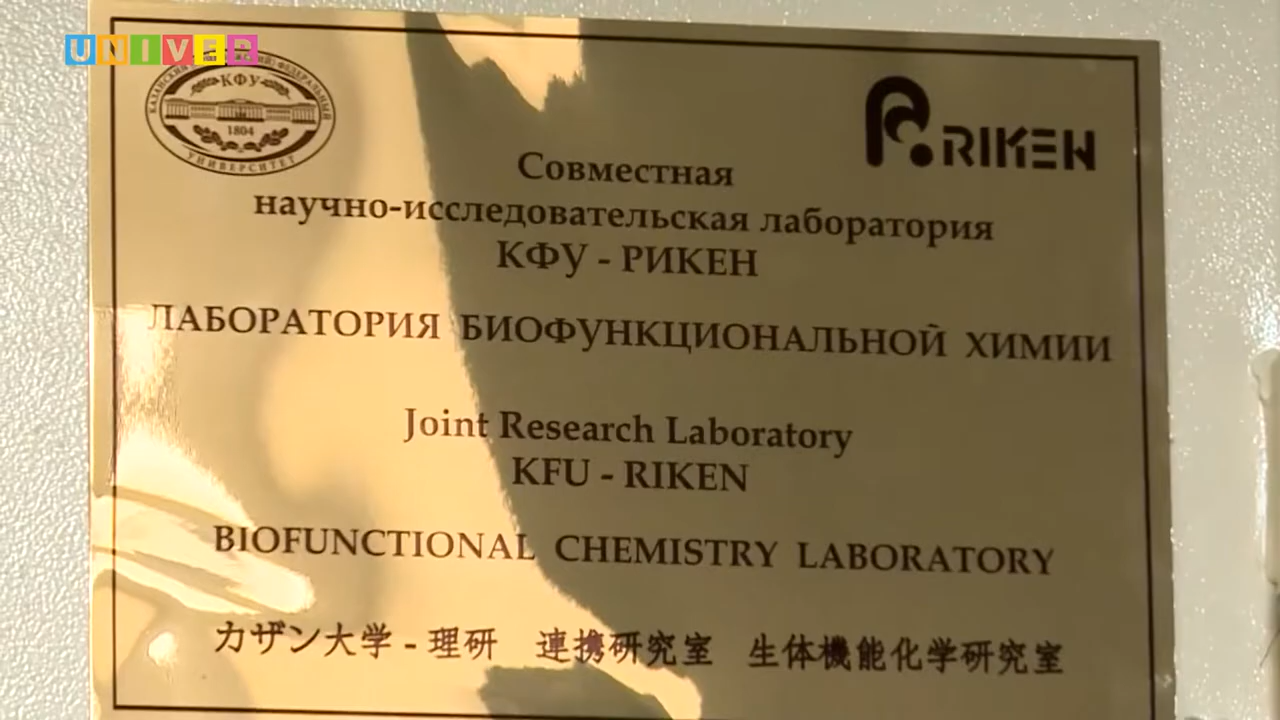 UNIVER
КАЗАНСКИЙ ФЕДЕРАЛЬНЫЙ
КФУ
1804
УНИВЕРСИТЕТ
RIKEN
Совместная
научно-исследовательская лаборатория
КФУ - РИКЕН
ЛАБОРАТОРИЯ БИОФУНКЦИОНАЛЬНОЙ ХИМИИ
Joint Research Laboratory
KFU - RIKEN
BIOFUNCTIONAL CHEMISTRY LABORATORY
カザン大学 - 理研 連携研究室 生体機能化学研究室